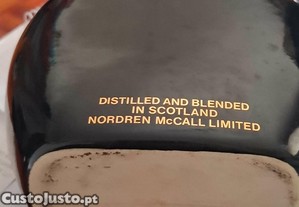 DISTILLED AND BLENDED
IN SCOTLAND
NORDREN McCALL LIMITED
CustoJusto.pt